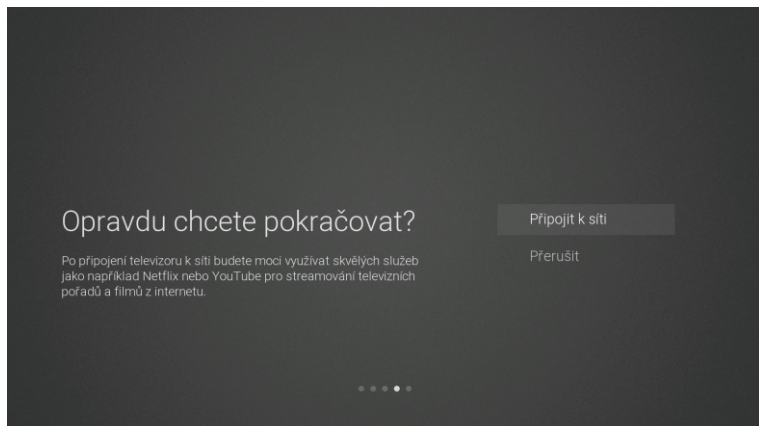 Opravdu chcete pokračovat?
Po připojení televizoru k síti budete moci využívat skvělých služeb
jako například Netflix nebo YouTube pro streamování televizních
pořadů a filmů z internetu.
Připojit k síti
Přerušit